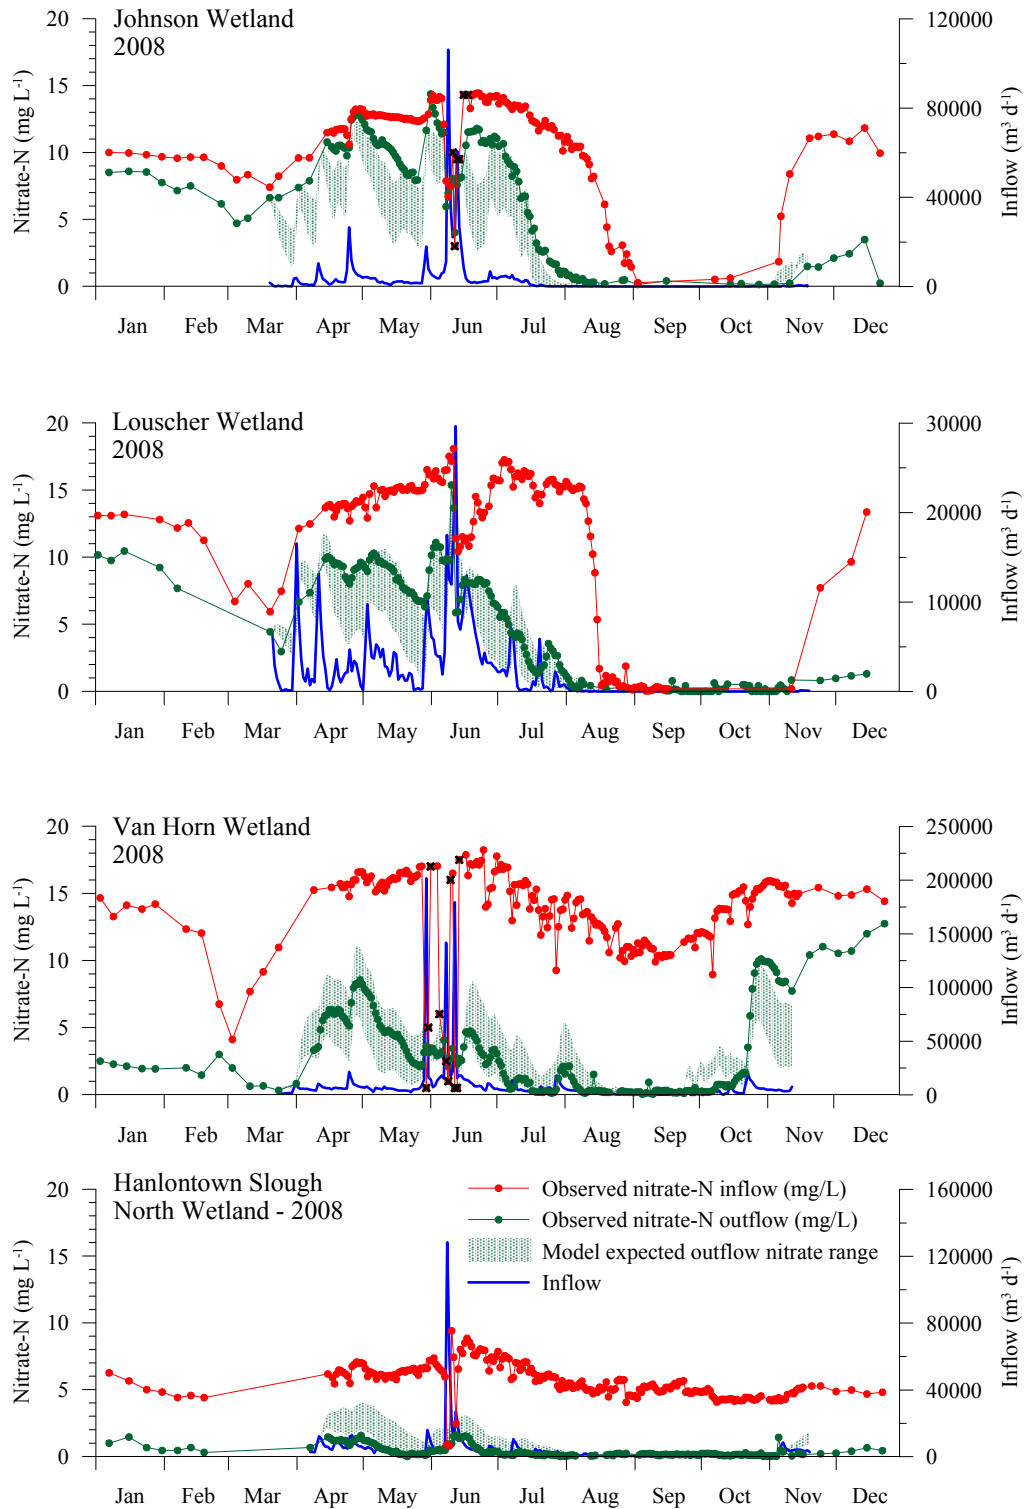 Johnson Wetland
2008
Nitrate-N (mg L-1)
20
15
10
5
0
120000
80000
40000
0
Inflow (m3 d-1)
Jan Feb Mar Apr May Jun Jul Aug Sep Oct Nov Dec
Louscher Wetland
2008
Nitrate-N (mg L-1)
20
15
10
5
0
30000
20000
10000
0
Inflow (m3 d-1)
Jan Feb Mar Apr May Jun Jul Aug Sep Oct Nov Dec
Van Horn Wetland
2008
Nitrate-N (mg L-1)
20
15
10
5
0
250000
200000
150000
100000
50000
0
Inflow (m3 d-1)
Jan Feb Mar Apr May Jun Jul Aug Sep Oct Nov Dec
Hanlontown Slough
North Wetland - 2008
Observed nitrate-N inflow (mg/L)
Observed nitrate-N outflow (mg/L)
Model expected outflow nitrate range
Inflow
Nitrate-N (mg L-1)
20
15
10
5
0
160000
120000
80000
40000
0
Inflow (m3 d-1)
Jan Feb Mar Apr May Jun Jul Aug Sep Oct Nov Dec